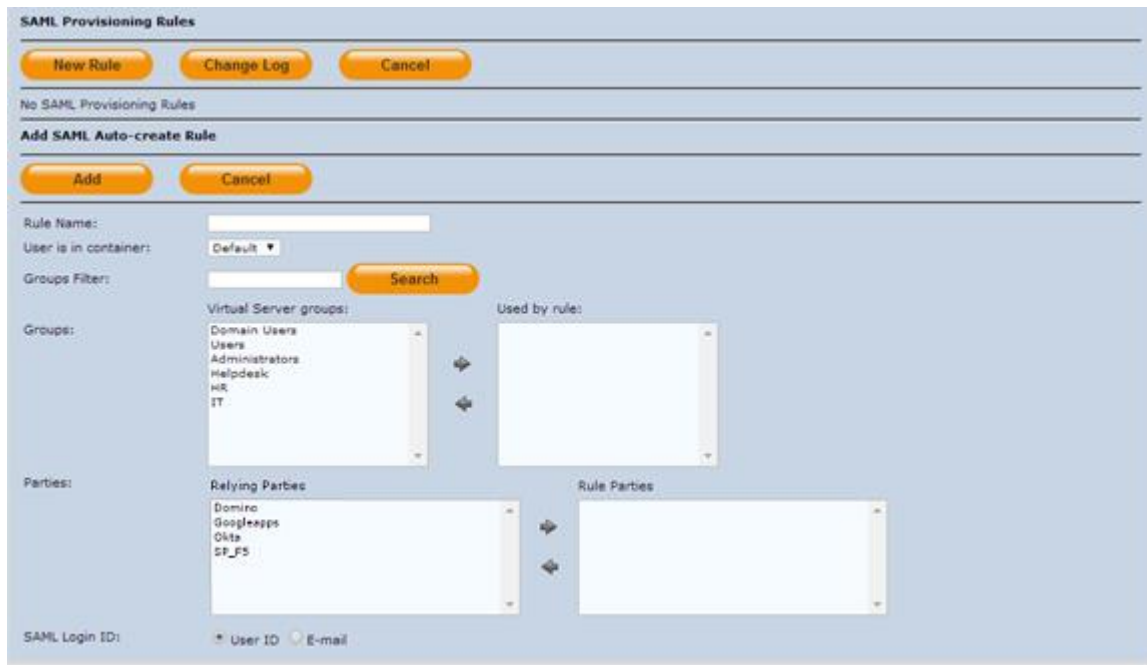 SAML Provisioning Rules
New Rule Change Log Cancel
No SAML Provisioning Rules
Add SAML Auto-create Rule
Add Cancel
Rule Name:
User is in container: Default
Groups Filter: Search
Virtual Server groups: Used by rule:
Groups:
Domain Users
Users
Administrators
Helpdesk
HR
IT
Parties: Relying Parties Rule Parties
Domino
Googleapps
Okta
SP_F5
SAML Login ID: User ID E-mail